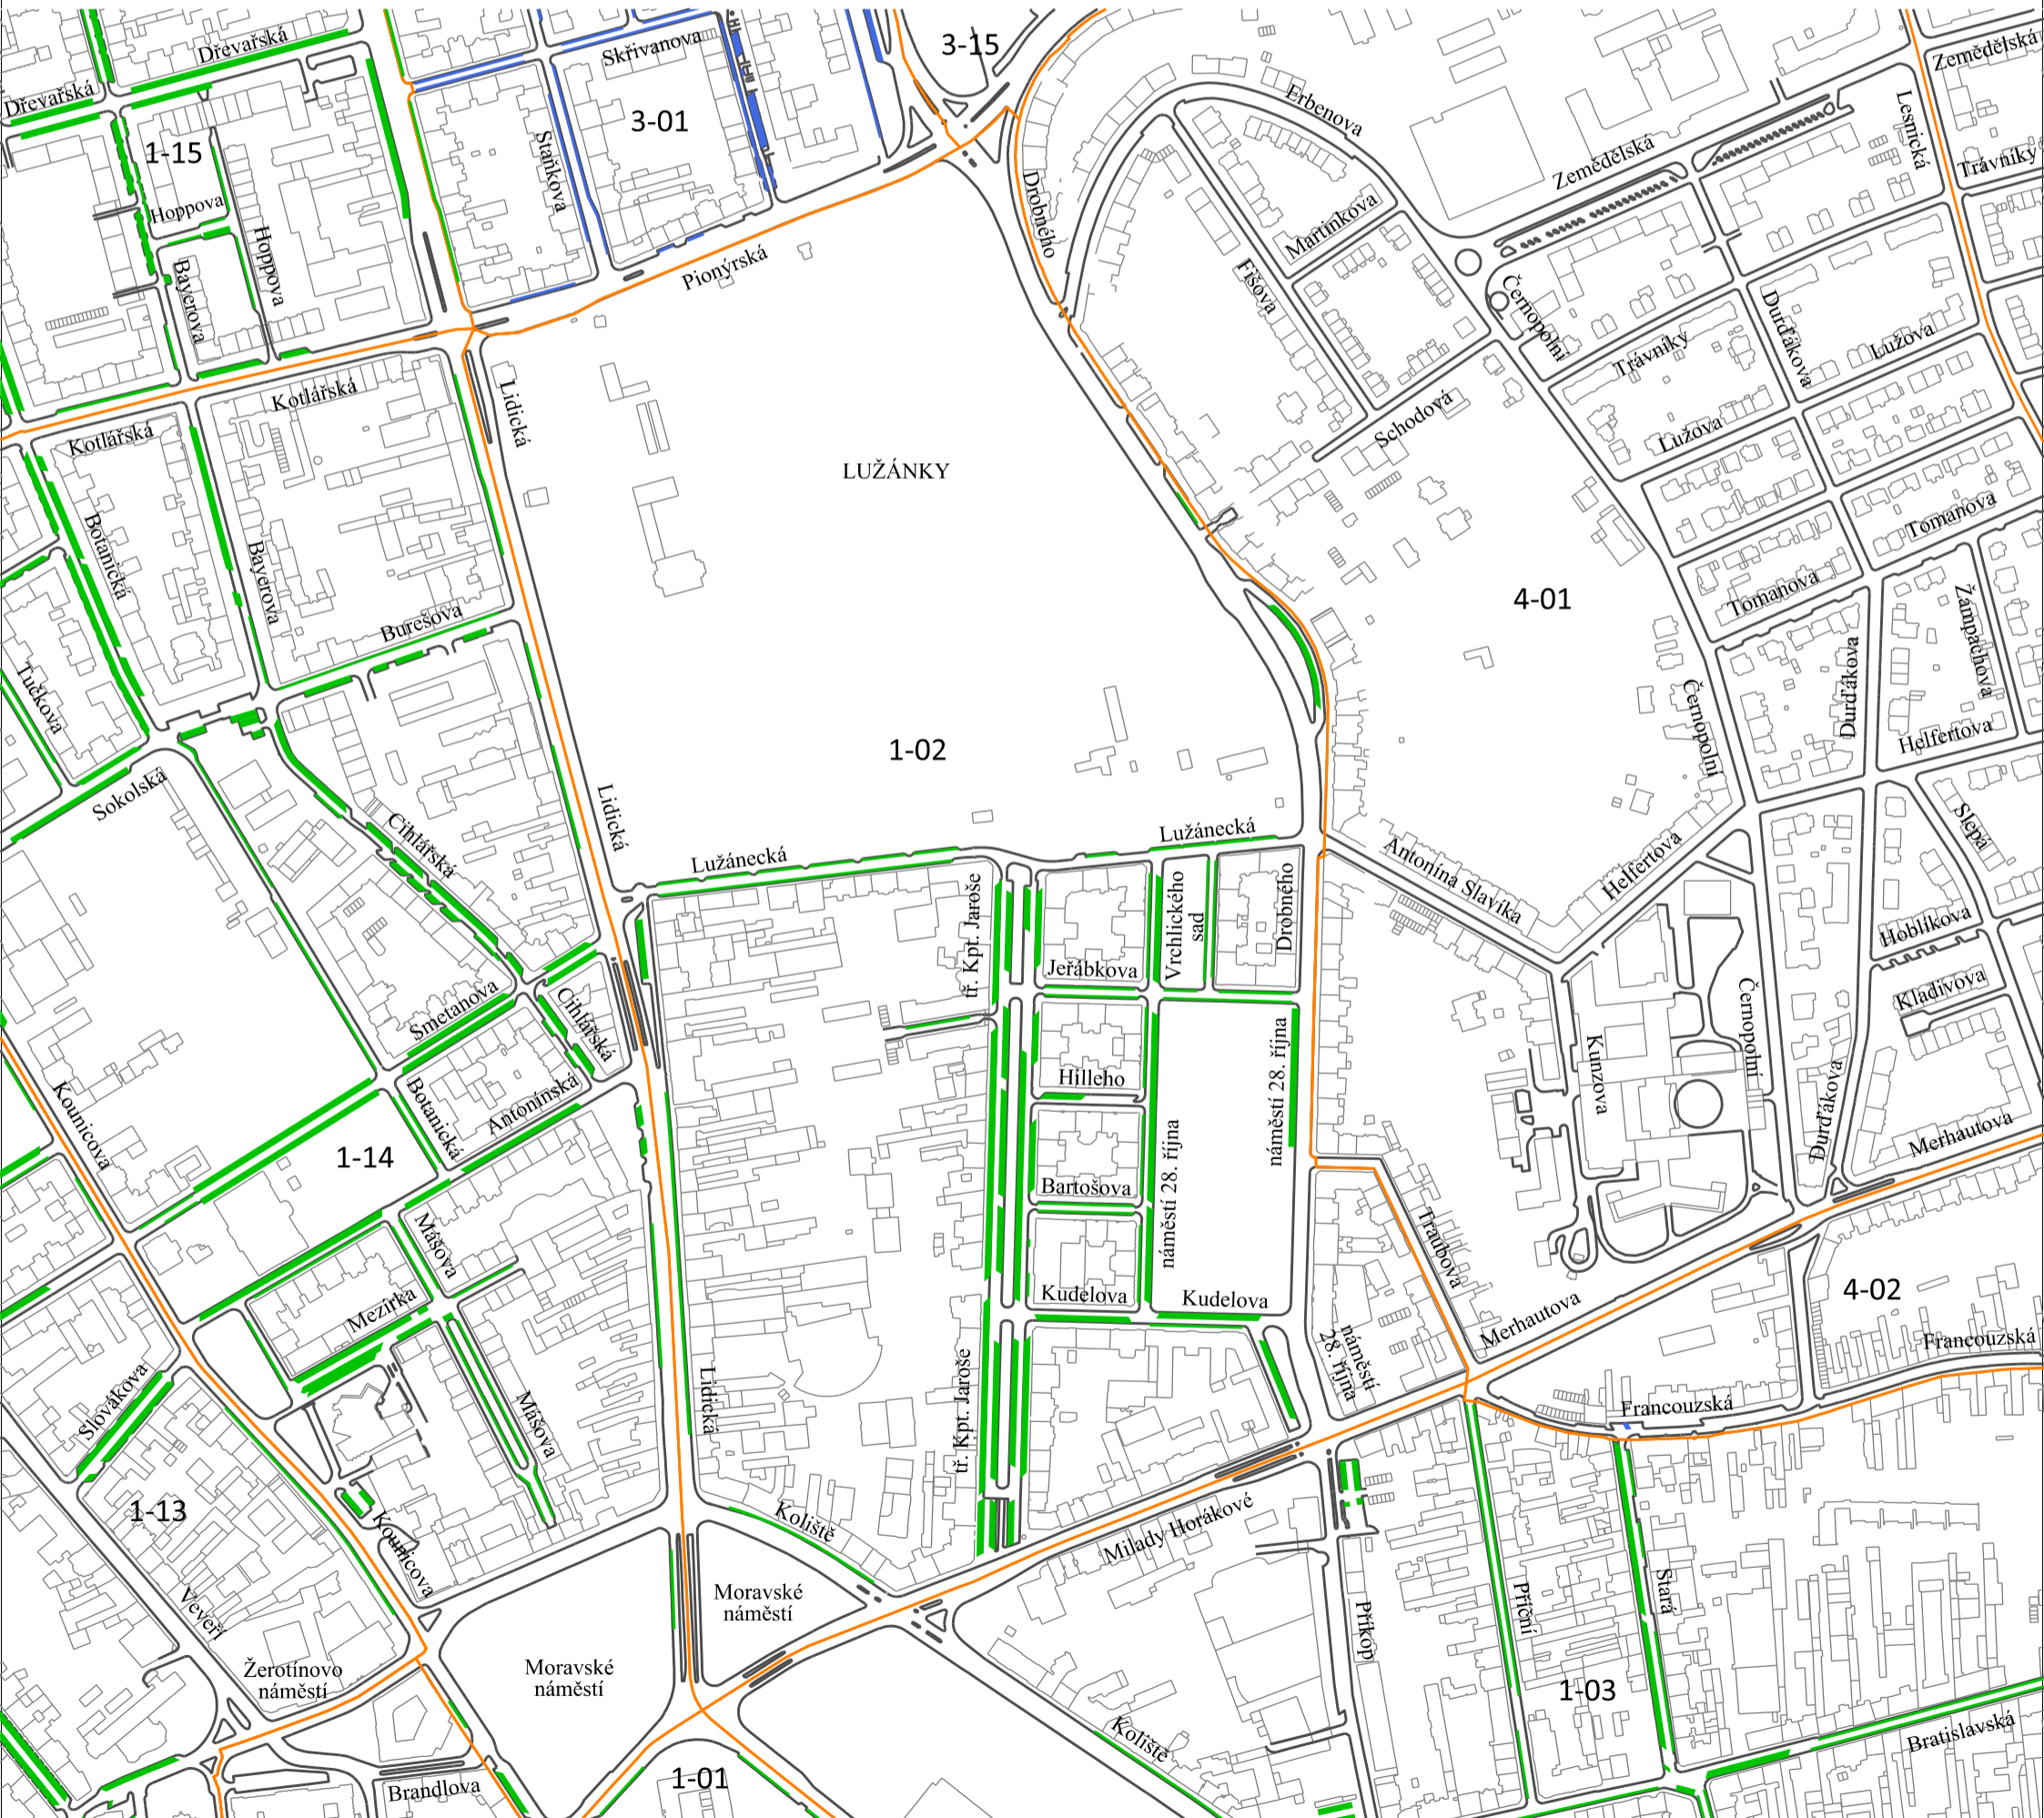 Dřevařská
Skřivanova
3-15
Zemědělská
Dřevařská
3-01
Erbenova
Lesnická
1-15
Staňkova
Zemědělská
Trávníky
Hoppova
Drobného
Martinkova
Hoppova
Bayerova
Pionýrská
Fišova
Černopolní
Durďákova
Lužova
Trávníky
Kotlářská
Lidická
Schodová
Kotlářská
Lužova
LUŽÁNKY
Botanická
Bayerova
Tomanova
Burešova
4-01
Tomanova
Žampachova
Tučkova
Durďákova
Černopolní
Helfertova
1-02
Sokolská
Cihlářská
Lidická
Lužánecká
Lužánecká
Antonína Slavíka
Helfertova
Slepá
tř. Kpt. Jaroše
Vrchlického
sad
Drobného
Hoblíkova
Jeřábkova
Kladivova
Smetanova
Cihlářská
Černopolní
Kounicova
Botanická
Antonínská
Hilleho
náměstí 28. října
Kunzova
Durďákova
Merhautova
1-14
náměstí 28. října
Bartošova
Mášova
Traubova
Mezírka
Kudelova
Kudelova
4-02
Merhautova
Francouzská
náměstí
28. října
Slovákova
Mášova
Lidická
tř. Kpt. Jaroše
Francouzská
1-13
Kounicova
Koliště
Milady Horákové
Veveří
Moravské
náměstí
Příkop
Příční
Stará
Žerotínovo
náměstí
Moravské
náměstí
1-03
Koliště
Bratislavská
Brandlova
1-01